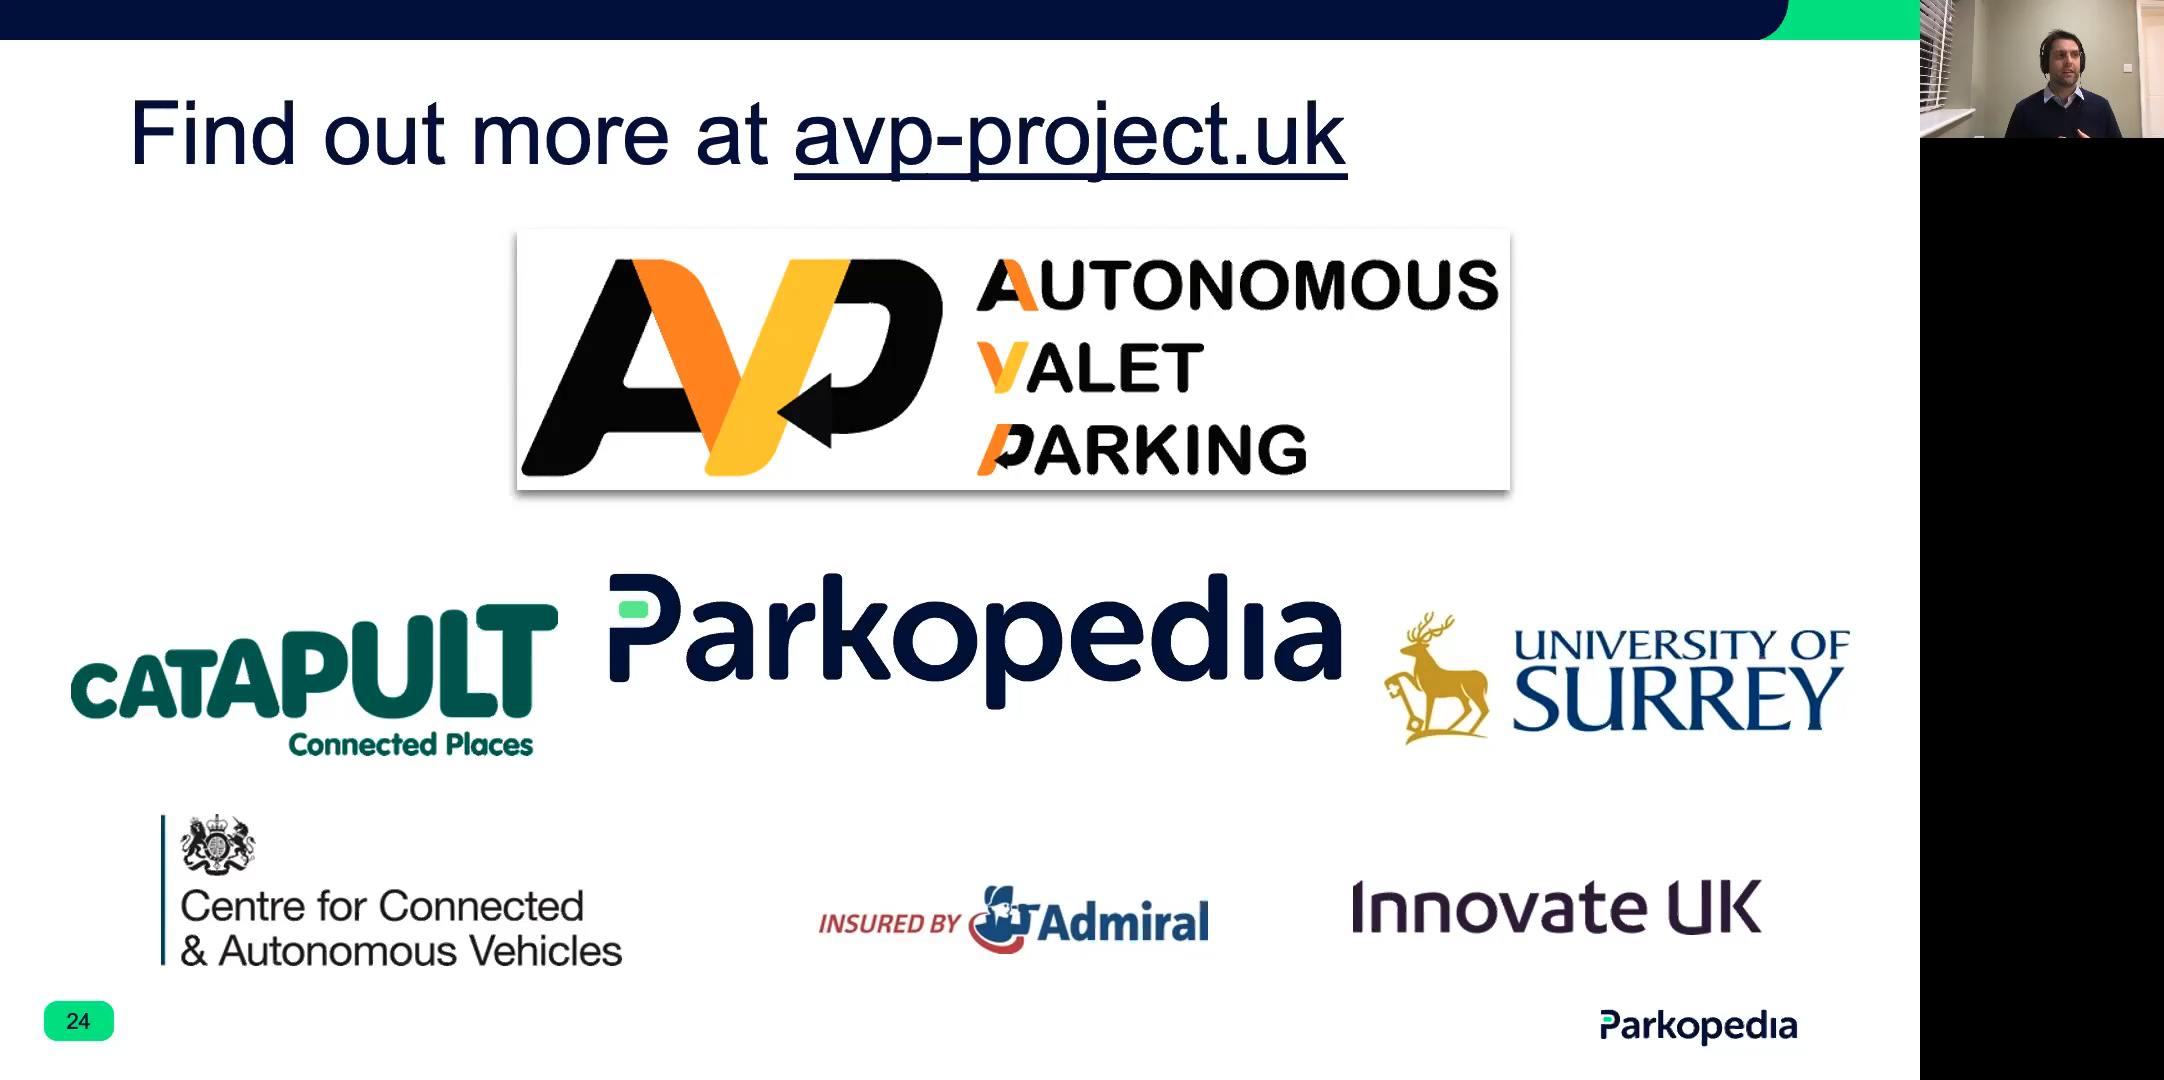 Find out more at avp-project.uk
AVP
AUTONOMOUS
VALET
PARKING
CATAPULT
Connected Places
Parkopedia
UNIVERSITY OF
SURREY
Centre for Connected
& Autonomous Vehicles
INSURED BY Admiral
Innovate UK
24
Parkopedia